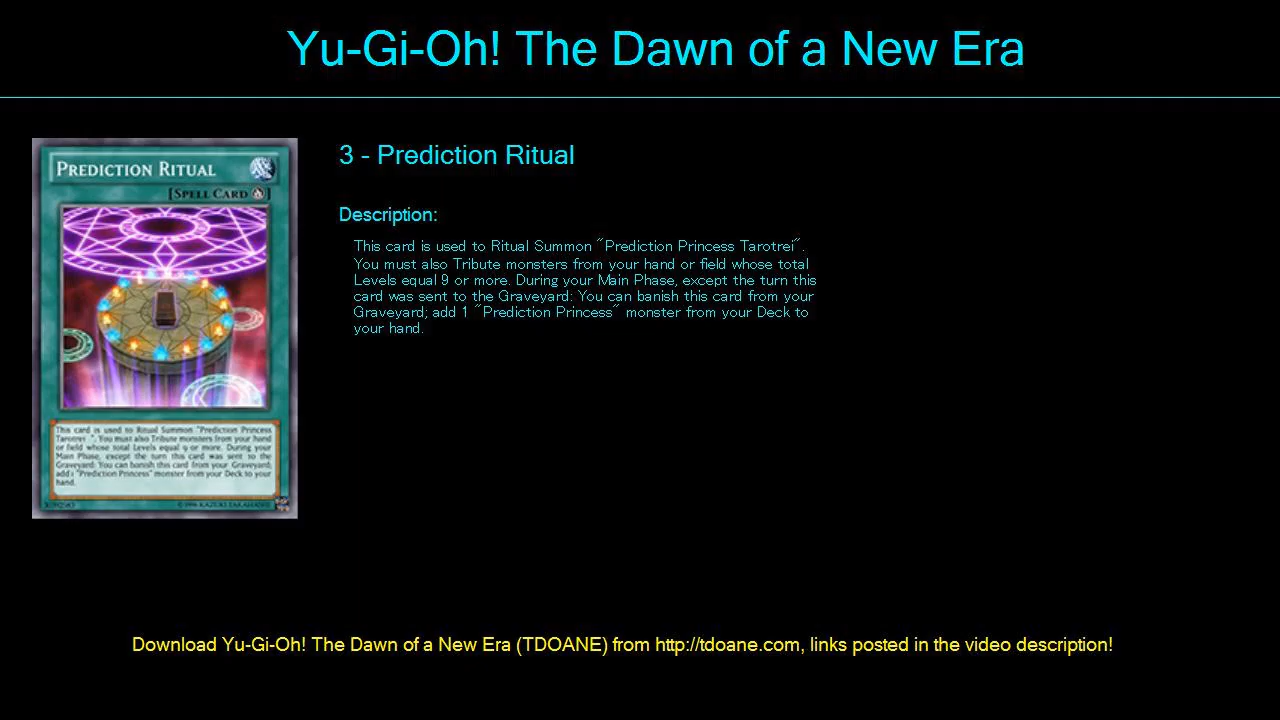 Yu-Gi-Oh! The Dawn of a New Era
PREDICTION RITUAL
[SPELL CARD]
This card is used to Ritual Summon "Prediction Princess
Tarotrei ". You must also Tribute monsters from your hand
or field whose total Levels equal 9 or more. During your
Main Phase, except the turn this card was sent to the
Graveyard: You can banish this card from your Graveyard;
add 1 "Prediction Princess" monster from your Deck to your
hand.
©1996 KAZUKI TAKAHASHI
3 - Prediction Ritual
Description:
This card is used to Ritual Summon "Prediction Princess Tarotrei".
You must also Tribute monsters from your hand or field whose total
Levels equal 9 or more. During your Main Phase, except the turn this
card was sent to the Graveyard: You can banish this card from your
Graveyard; add 1 "Prediction Princess" monster from your Deck to
your hand.
Download Yu-Gi-Oh! The Dawn of a New Era (TDOANE) from http://tdoane.com, links posted in the video description!